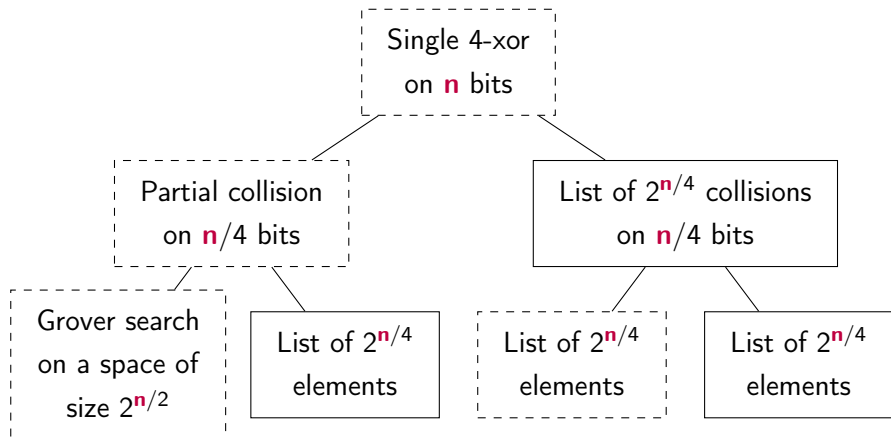 Single 4-xor
on n bits
Partial collision
on n/4 bits
List of 2^{n/4} collisions
on n/4 bits
Grover search
on a space of
size 2^{n/2}
List of 2^{n/4}
elements
List of 2^{n/4}
elements
List of 2^{n/4}
elements